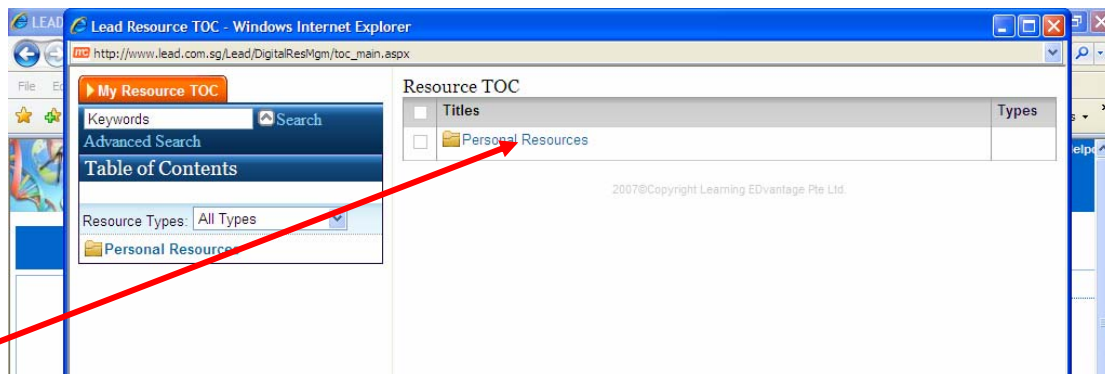 LEAD
Lead Resource TOC - Windows Internet Explorer
http://www.lead.com.sg/Lead/DigitalResMgm/toc_main.aspx
File
My Resource TOC
Keywords
Search
Advanced Search
Table of Contents
Resource Types: All Types
Personal Resources
Resource TOC
Titles
Types
Personal Resources
2007©Copyright Learning EDvantage Pte Ltd.